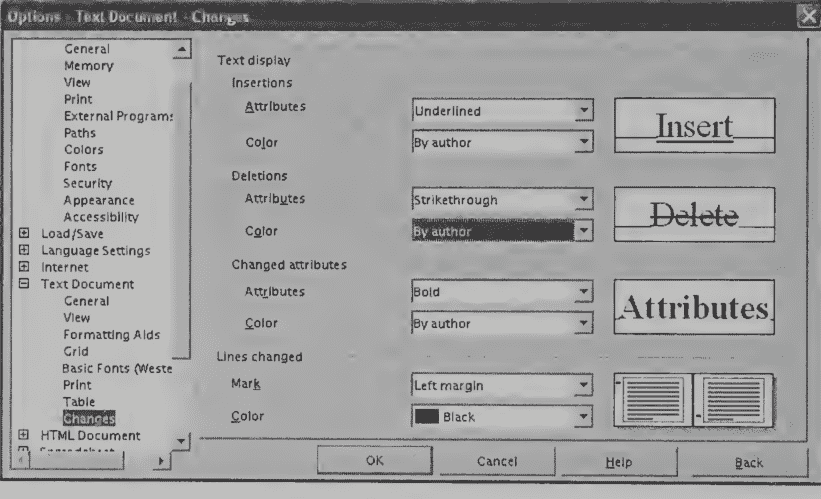 Options - Text Document - Changes
General
Memory
View
Print
External Programs
Paths
Colors
Fonts
Security
Appearance
Accessibility
Load/Save
Language Settings
Internet
Text Document
General
View
Formatting Aids
Grid
Basic Fonts (Weste
Print
Table
Changes
HTML Document
Text display
Insertions
Attributes Underlined
Color By author
Insert
Deletions
Attributes Strikethrough
Color By author
Delete
Changed attributes
Attributes Bold
Color By author
Attributes
Lines changed
Mark Left margin
Color Black
OK Cancel Help Back